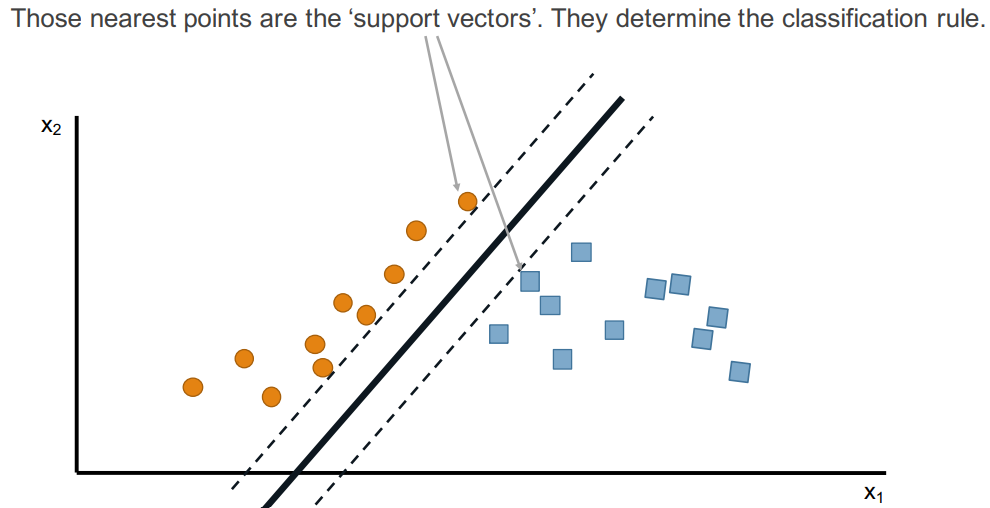 Those nearest points are the ‘support vectors’. They determine the classification rule.
x₂
x₁